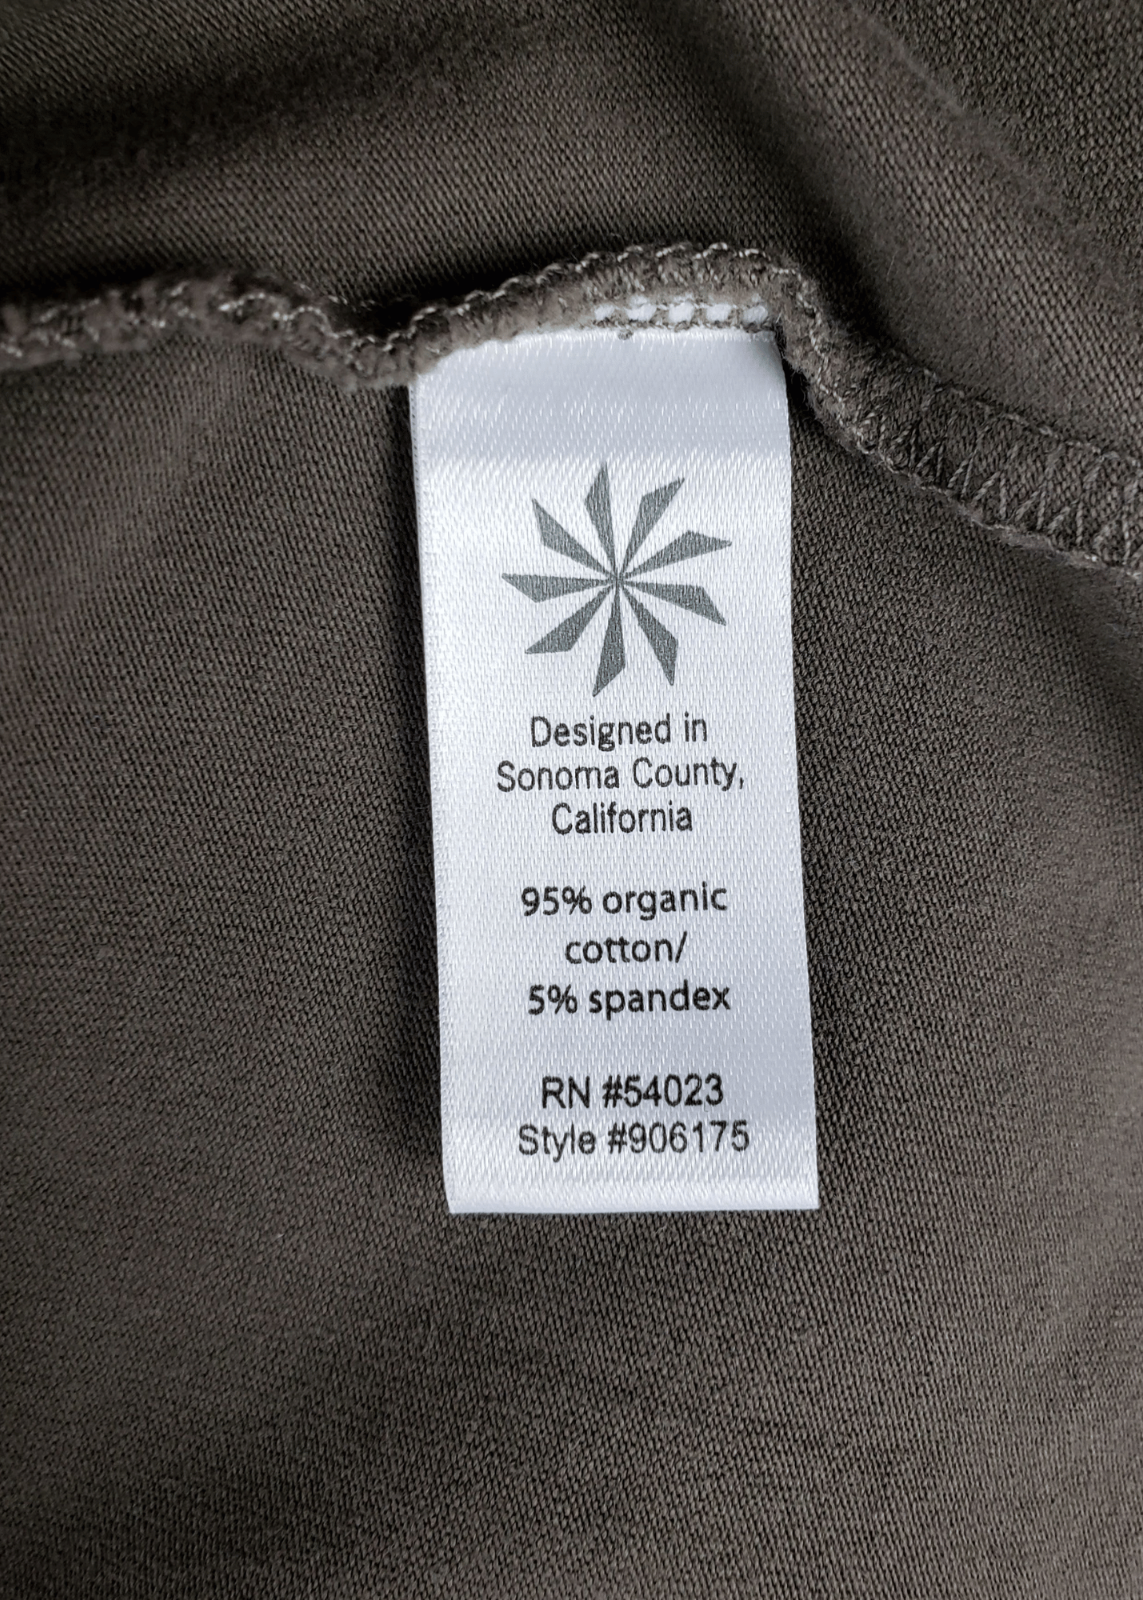 Designed in
Sonoma County,
California
95% organic
cotton/
5% spandex
RN #54023
Style #906175